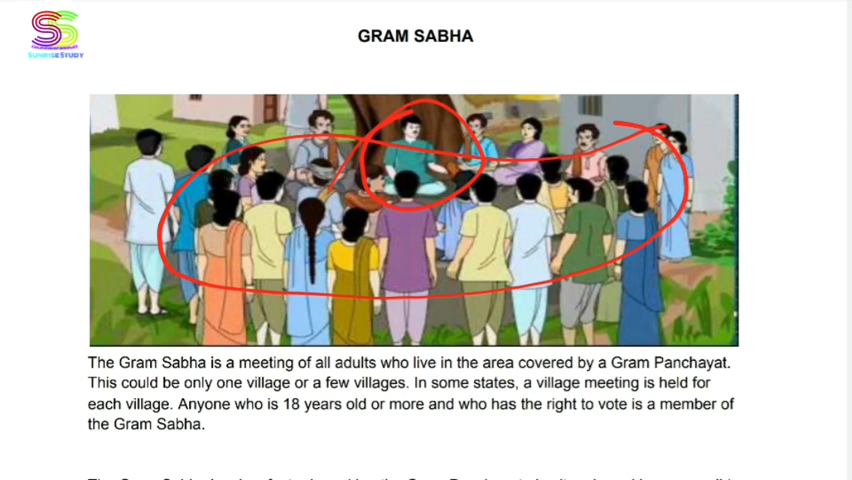 SUNRISESTUDY
GRAM SABHA
The Gram Sabha is a meeting of all adults who live in the area covered by a Gram Panchayat.
This could be only one village or a few villages. In some states, a village meeting is held for
each village. Anyone who is 18 years old or more and who has the right to vote is a member of
the Gram Sabha.